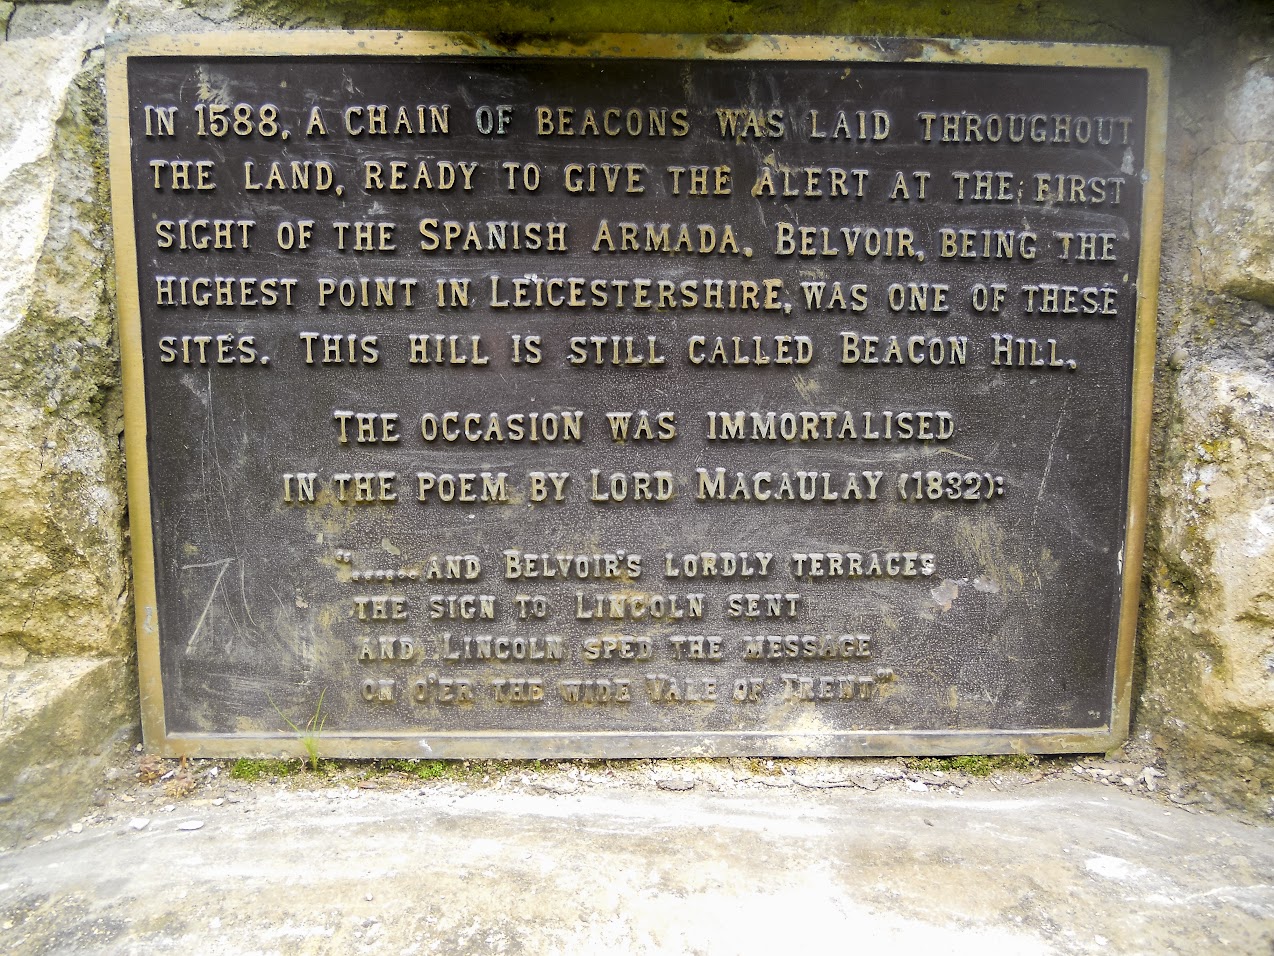 IN 1588, A CHAIN OF BEACONS WAS LAID THROUGHOUT
THE LAND, READY TO GIVE THE ALERT AT THE FIRST
SIGHT OF THE SPANISH ARMADA. BELVOIR, BEING THE
HIGHEST POINT IN LEICESTERSHIRE, WAS ONE OF THESE
SITES. THIS HILL IS STILL CALLED BEACON HILL.
THE OCCASION WAS IMMORTALISED
IN THE POEM BY LORD MACAULAY (1832):
"....... AND BELVOIR'S LORDLY TERRACES
THE SIGN TO LINCOLN SENT
AND LINCOLN SPED THE MESSAGE
ON O'ER THE WIDE VALE OF TRENT"